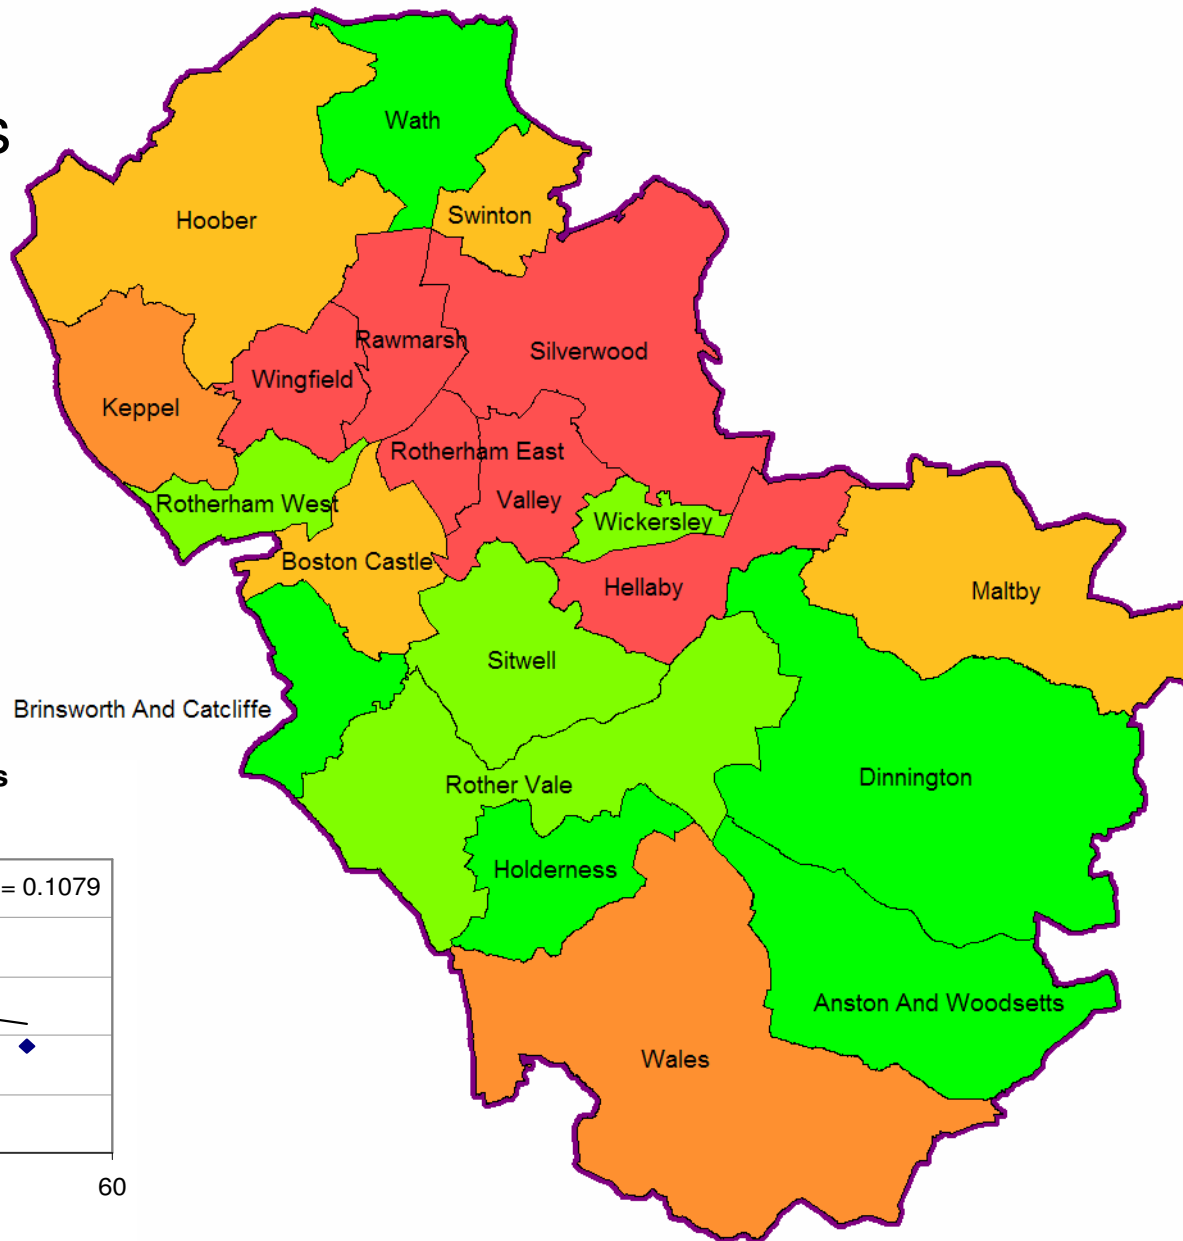 s
Wath
Hoober
Swinton
Rawmarsh
Silverwood
Wingfield
Keppel
Rotherham East
Rotherham West
Valley
Wickersley
Boston Castle
Hellaby
Maltby
Sitwell
Brinsworth And Catcliffe
s
Rother Vale
Dinnington
Holderness
= 0.1079
Anston And Woodsetts
Wales
60